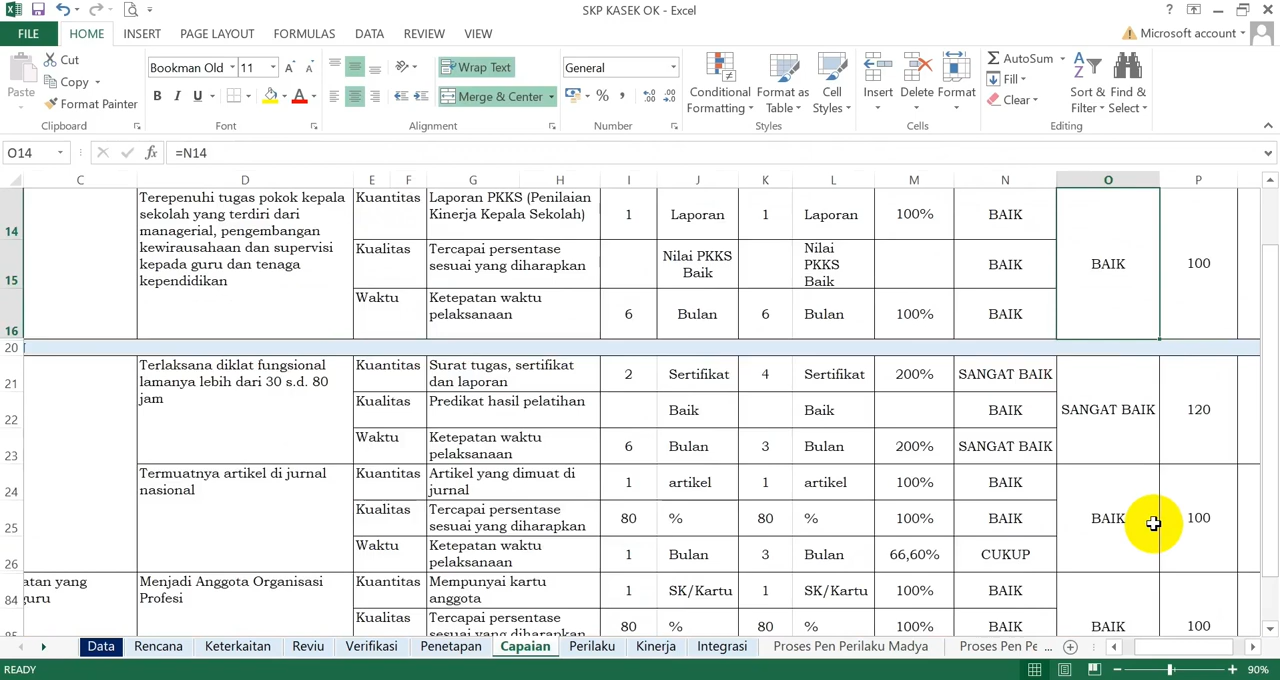 SKP KASEK OK - Excel
?
FILE HOME INSERT PAGE LAYOUT FORMULAS DATA REVIEW VIEW Microsoft account
Paste Cut Copy Format Painter
Clipboard
Bookman Old 11 A A
B I U A
Font
Wrap Text
Merge & Center
Alignment
General
% ,
Number
Conditional Formatting Format as Table Cell Styles
Styles
Insert Delete Format
Cells
AutoSum
Fill
Clear
Sort & Filter Find & Select
Editing
O14 fx =N14
C D E F G H I J K L M N O P
14 Terepenuhi tugas pokok kepala sekolah yang terdiri dari managerial, pengembangan kewirausahaan dan supervisi kepada guru dan tenaga kependidikan Kuantitas Laporan PKKS (Penilaian Kinerja Kepala Sekolah) 1 Laporan 1 Laporan 100% BAIK BAIK 100
15 Kualitas Tercapai persentase sesuai yang diharapkan Nilai PKKS Baik Nilai PKKS Baik BAIK
16 Waktu Ketepatan waktu pelaksanaan 6 Bulan 6 Bulan 100% BAIK
20
21 Terlaksana diklat fungsional lamanya lebih dari 30 s.d. 80 jam Kuantitas Surat tugas, sertifikat dan laporan 2 Sertifikat 4 Sertifikat 200% SANGAT BAIK SANGAT BAIK 120
22 Kualitas Predikat hasil pelatihan Baik Baik BAIK
23 Waktu Ketepatan waktu pelaksanaan 6 Bulan 3 Bulan 200% SANGAT BAIK
24 Termuatnya artikel di jurnal nasional Kuantitas Artikel yang dimuat di jurnal 1 artikel 1 artikel 100% BAIK BAIK 100
25 Kualitas Tercapai persentase sesuai yang diharapkan 80 % 80 % 100% BAIK
26 Waktu Ketepatan waktu pelaksanaan 1 Bulan 3 Bulan 66,60% CUKUP
84 atan yang guru Menjadi Anggota Organisasi Profesi Kuantitas Mempunyai kartu anggota 1 SK/Kartu 1 SK/Kartu 100% BAIK BAIK 100
85 Kualitas Tercapai persentase sesuai yang diharapkan 80 % 80 % 100% BAIK
Data Rencana Keterkaitan Reviu Verifikasi Penetapan Capaian Perilaku Kinerja Integrasi Proses Pen Perilaku Madya Proses Pen Pe ...
READY 90%